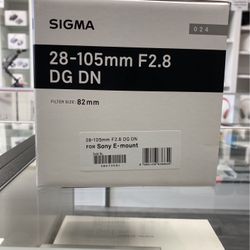 SIGMA
024
28-105mm F2.8
DG DN
FILTER SIZE: 82mm
28-105mm F2.8 DG DN
FOR Sony E-mount